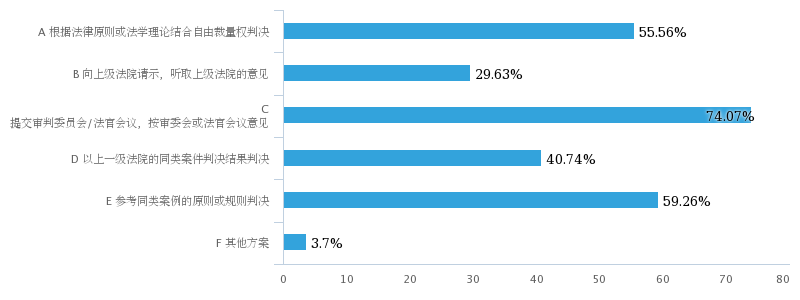 A 根据法律原则或法学理论结合自由裁量权判决
55.56%
B 向上级法院请示，听取上级法院的意见
29.63%
C
提交审判委员会/法官会议，按审委会或法官会议意见
74.07%
D 以上一级法院的同类案件判决结果判决
40.74%
E 参考同类案例的原则或规则判决
59.26%
F 其他方案
3.7%
0 10 20 30 40 50 60 70 80